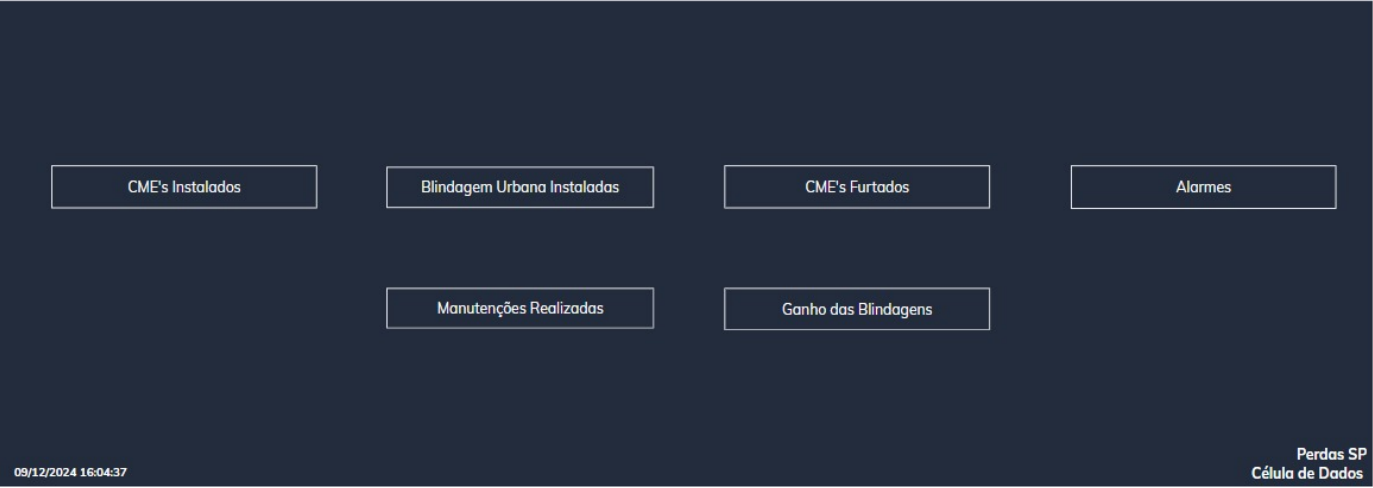 CME's Instalados
Blindagem Urbana Instaladas
CME's Furtados
Alarmes
Manutenções Realizadas
Ganho das Blindagens
Perdas SP
09/12/2024 16:04:37
Célula de Dados